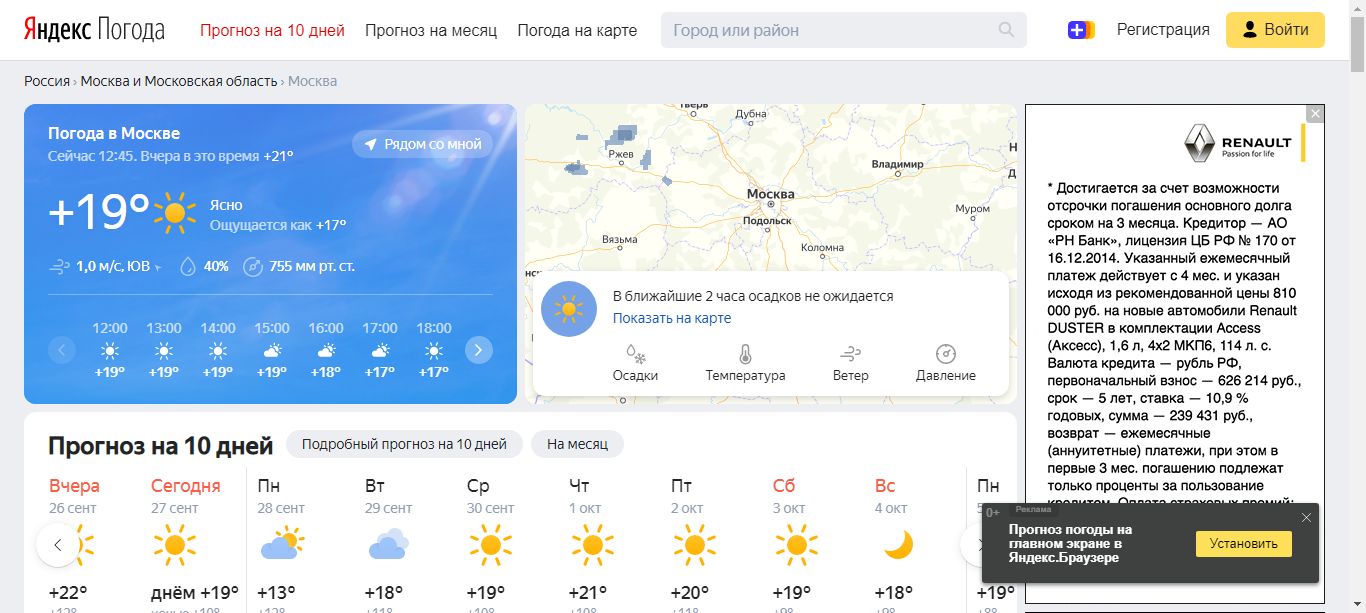 Яндекс Погода
Прогноз на 10 дней
Прогноз на месяц
Погода на карте
Город или район
Регистрация
Войти
Россия › Москва и Московская область › Москва
Погода в Москве
Сейчас 12:45. Вчера в это время +21°
Рядом со мной
+19°
Ясно
Ощущается как +17°
1,0 м/с, ЮВ
40%
755 мм рт. ст.
12:00 13:00 14:00 15:00 16:00 17:00 18:00
+19° +19° +19° +19° +18° +17° +17°
Тверь
Дубна
Ржев
Владимир
Москва
Муром
Подольск
Вязьма
Коломна
В ближайшие 2 часа осадков не ожидается
Показать на карте
Осадки
Температура
Ветер
Давление
RENAULT
Passion for life
* Достигается за счет возможности
отсрочки погашения основного долга
сроком на 3 месяца. Кредитор — АО
«РН Банк», лицензия ЦБ РФ № 170 от
16.12.2014. Указанный ежемесячный
платеж действует с 4 мес. и указан
исходя из рекомендованной цены 810
000 руб. на новые автомобили Renault
DUSTER в комплектации Access
(Аксесс), 1,6 л, 4х2 МКП6, 114 л. с.
Валюта кредита — рубль РФ,
первоначальный взнос — 626 214 руб.,
срок — 5 лет, ставка — 10,9 %
годовых, сумма — 239 431 руб.,
возврат — ежемесячные
(аннуитетные) платежи, при этом в
первые 3 мес. погашению подлежат
только проценты за пользование
кредитом. Оплата страховых премий:
Прогноз на 10 дней
Подробный прогноз на 10 дней
На месяц
Вчера Сегодня Пн Вт Ср Чт Пт Сб Вс Пн
26 сент 27 сент 28 сент 29 сент 30 сент 1 окт 2 окт 3 окт 4 окт
+22° днём +19° +13° +18° +19° +21° +20° +19° +18° +19°
0+
Реклама
Прогноз погоды на
главном экране в
Яндекс.Браузере
Установить